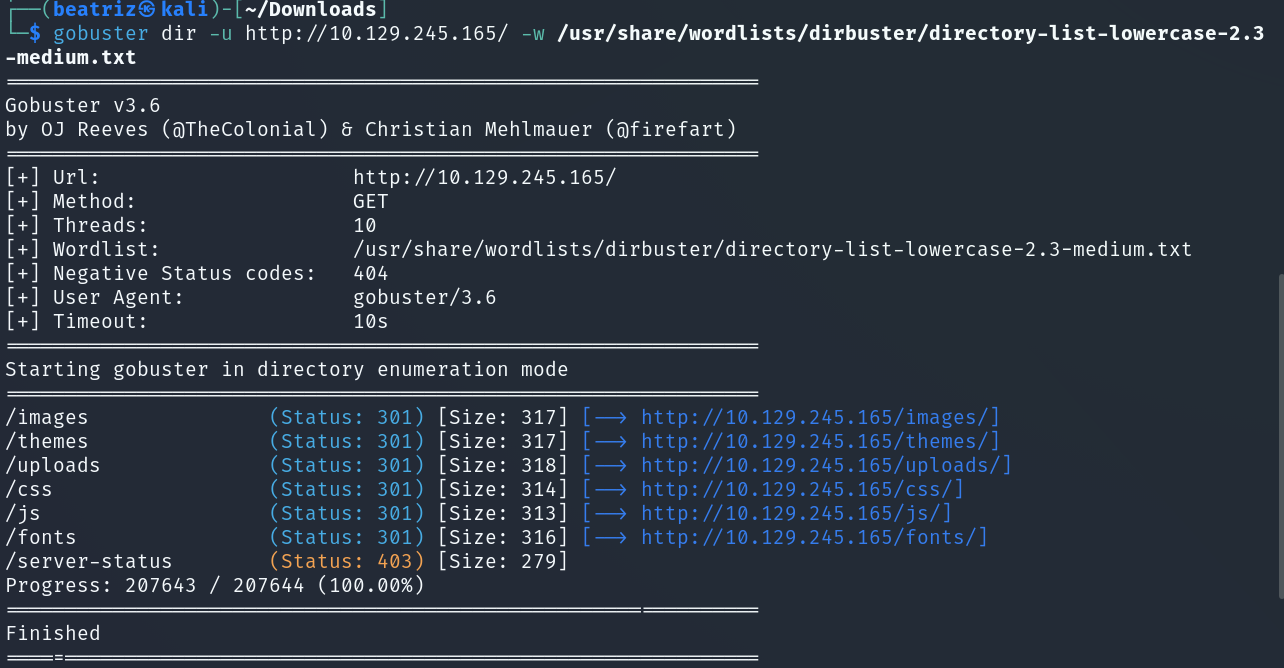 ┌──(beatriz㉿kali)-[~/Downloads]
└─$ gobuster dir -u http://10.129.245.165/ -w /usr/share/wordlists/dirbuster/directory-list-lowercase-2.3
-medium.txt
===============================================================
Gobuster v3.6
by OJ Reeves (@TheColonial) & Christian Mehlmauer (@firefart)
===============================================================
[+] Url:                     http://10.129.245.165/
[+] Method:                  GET
[+] Threads:                 10
[+] Wordlist:                /usr/share/wordlists/dirbuster/directory-list-lowercase-2.3-medium.txt
[+] Negative Status codes:   404
[+] User Agent:              gobuster/3.6
[+] Timeout:                 10s
===============================================================
Starting gobuster in directory enumeration mode
===============================================================
/images               (Status: 301) [Size: 317] [--> http://10.129.245.165/images/]
/themes               (Status: 301) [Size: 317] [--> http://10.129.245.165/themes/]
/uploads              (Status: 301) [Size: 318] [--> http://10.129.245.165/uploads/]
/css                  (Status: 301) [Size: 314] [--> http://10.129.245.165/css/]
/js                   (Status: 301) [Size: 313] [--> http://10.129.245.165/js/]
/fonts                (Status: 301) [Size: 316] [--> http://10.129.245.165/fonts/]
/server-status        (Status: 403) [Size: 279]
Progress: 207643 / 207644 (100.00%)
===============================================================
Finished
===============================================================